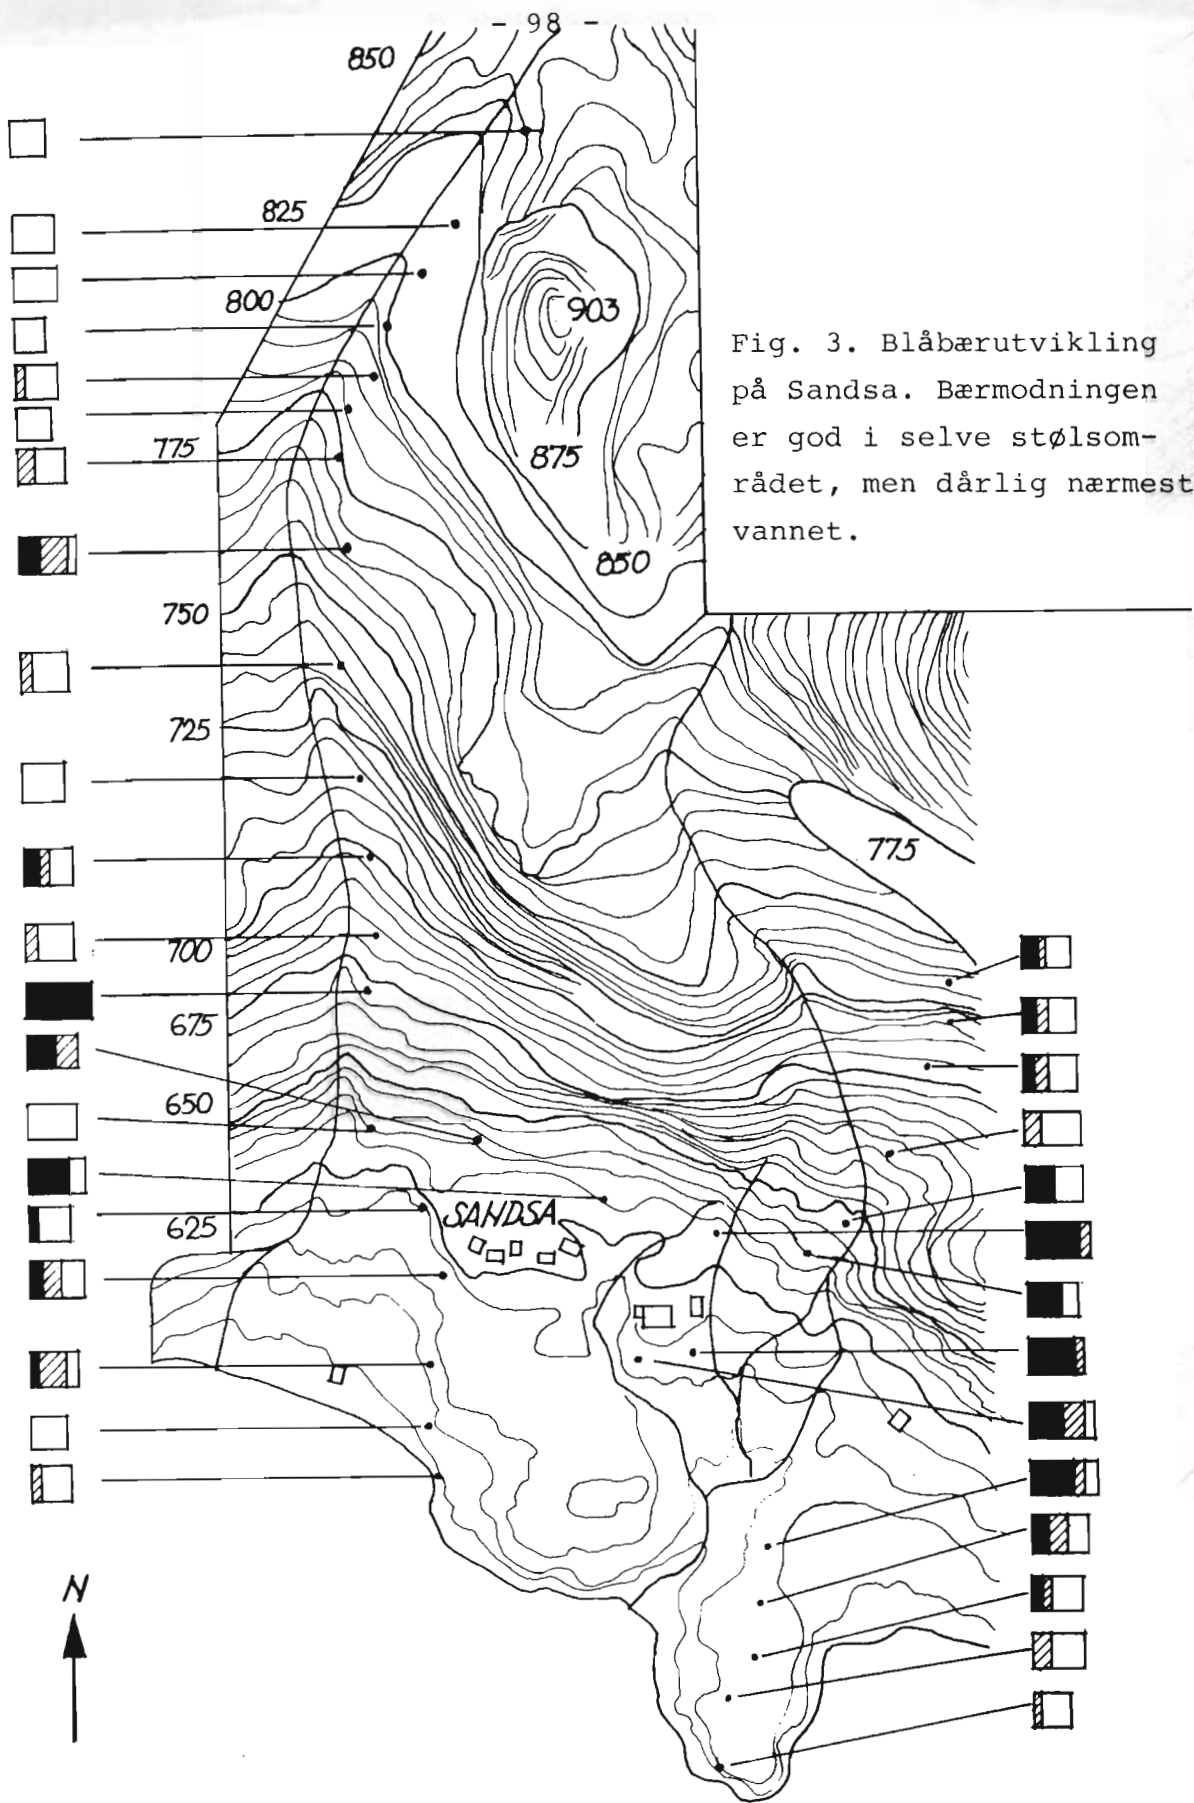 - 98 -
850
825
800
903
Fig. 3. Blåbærutvikling
på Sandsa. Bærmodningen
er god i selve stølsom-
rådet, men dårlig nærmest
vannet.
775
875
850
750
725
775
700
675
650
SANDSA
625
N